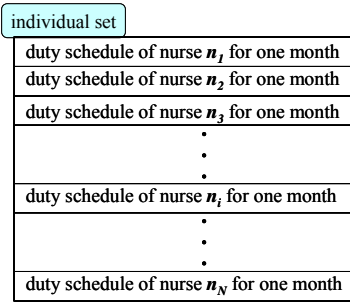 individual set
duty schedule of nurse n1 for one month
duty schedule of nurse n2 for one month
duty schedule of nurse n3 for one month
.
.
.
duty schedule of nurse ni for one month
.
.
.
duty schedule of nurse nN for one month